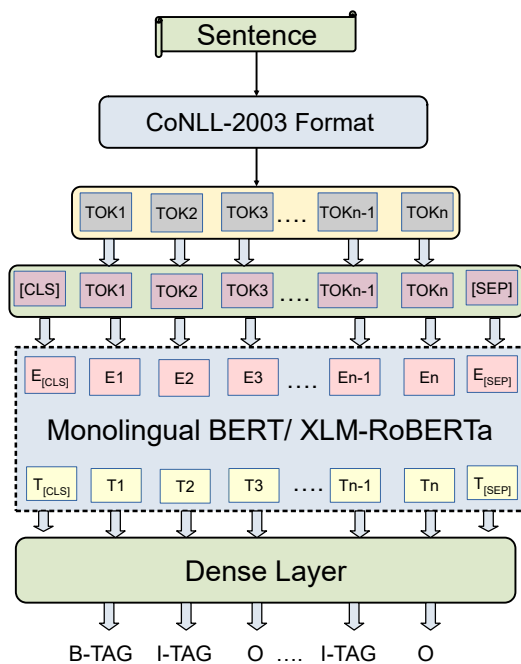 Sentence
CoNLL-2003 Format
TOK1 TOK2 TOK3 .... TOKn-1 TOKn
[CLS] TOK1 TOK2 TOK3 .... TOKn-1 TOKn [SEP]
E[CLS] E1 E2 E3 .... En-1 En E[SEP]
Monolingual BERT/ XLM-RoBERTa
T[CLS] T1 T2 T3 .... Tn-1 Tn T[SEP]
Dense Layer
B-TAG I-TAG O .... I-TAG O